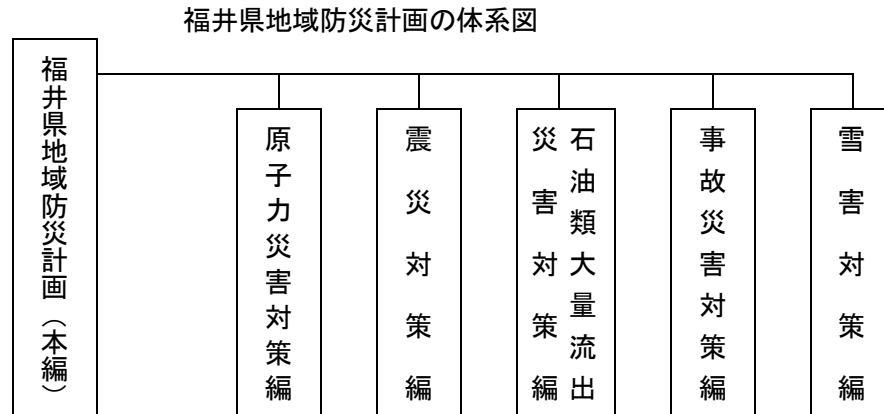 福井県地域防災計画の体系図
福井県地域防災計画（本編）
原子力災害対策編
震災対策編
石油類大量流出
災害対策編
事故災害対策編
雪害対策編